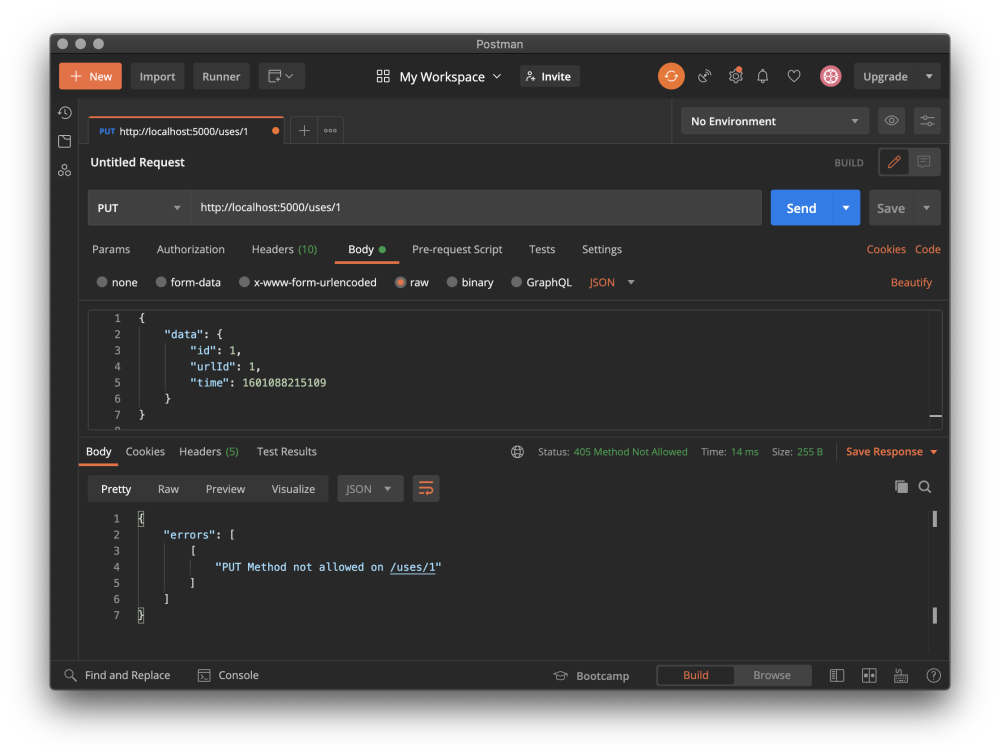 Postman
New Import Runner My Workspace Invite Upgrade
PUT http://localhost:5000/uses/1 No Environment
Untitled Request BUILD
PUT http://localhost:5000/uses/1 Send Save
Params Authorization Headers (10) Body Pre-request Script Tests Settings Cookies Code
none form-data x-www-form-urlencoded raw binary GraphQL JSON Beautify
1 {
2 "data": {
3 "id": 1,
4 "urlId": 1,
5 "time": 1601088215109
6 }
7 }
8
Body Cookies Headers (5) Test Results Status: 405 Method Not Allowed Time: 14 ms Size: 255 B Save Response
Pretty Raw Preview Visualize JSON
1 {
2 "errors": [
3 [
4 "PUT Method not allowed on /uses/1"
5 ]
6 ]
7 }
Find and Replace Console Bootcamp Build Browse